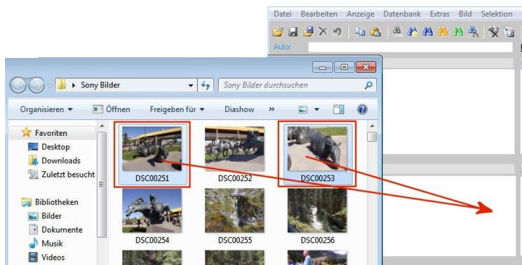 Datei Bearbeiten Anzeige Datenbank Extras Bild Selektion
Autor
Sony Bilder
Sony Bilder durchsuchen
Organisieren Öffnen Freigeben für Diashow »
Favoriten
Desktop
Downloads
Zuletzt besucht
Bibliotheken
Bilder
Dokumente
Musik
Videos
DSC00251 DSC00252 DSC00253
DSC00254 DSC00255 DSC00256